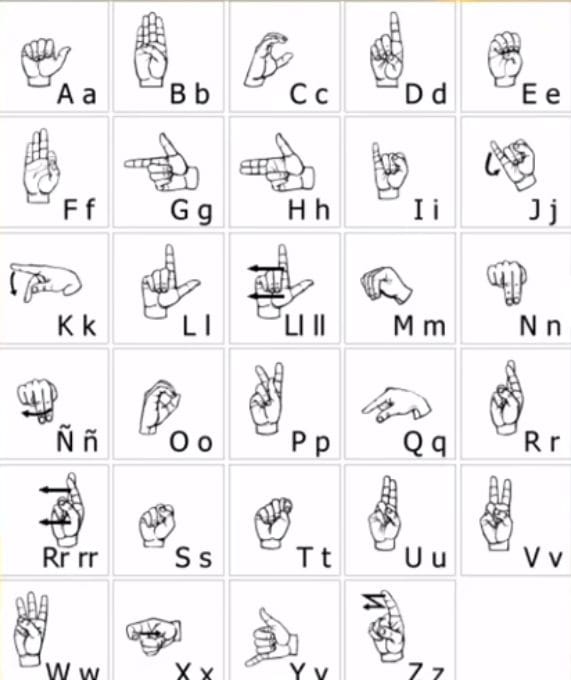 A a
B b
C c
D d
E e
F f
G g
H h
I i
J j
K k
L l
Ll ll
M m
N n
Ñ ñ
O o
P p
Q q
R r
Rr rr
S s
T t
U u
V v
W w
X x
Y y
Z z